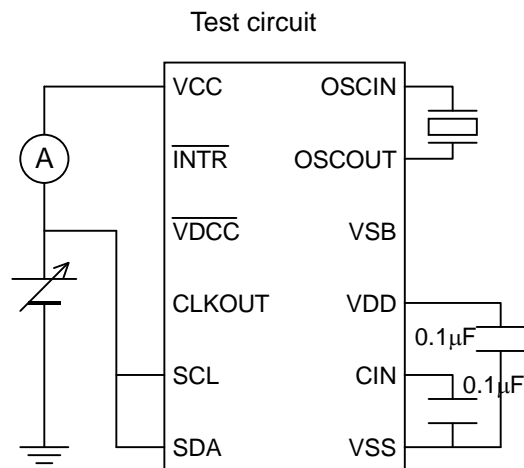 Test circuit
VCC OSCIN
A
INTR OSCOUT
VDCC VSB
CLKOUT VDD
0.1μF
SCL CIN
0.1μF
SDA VSS